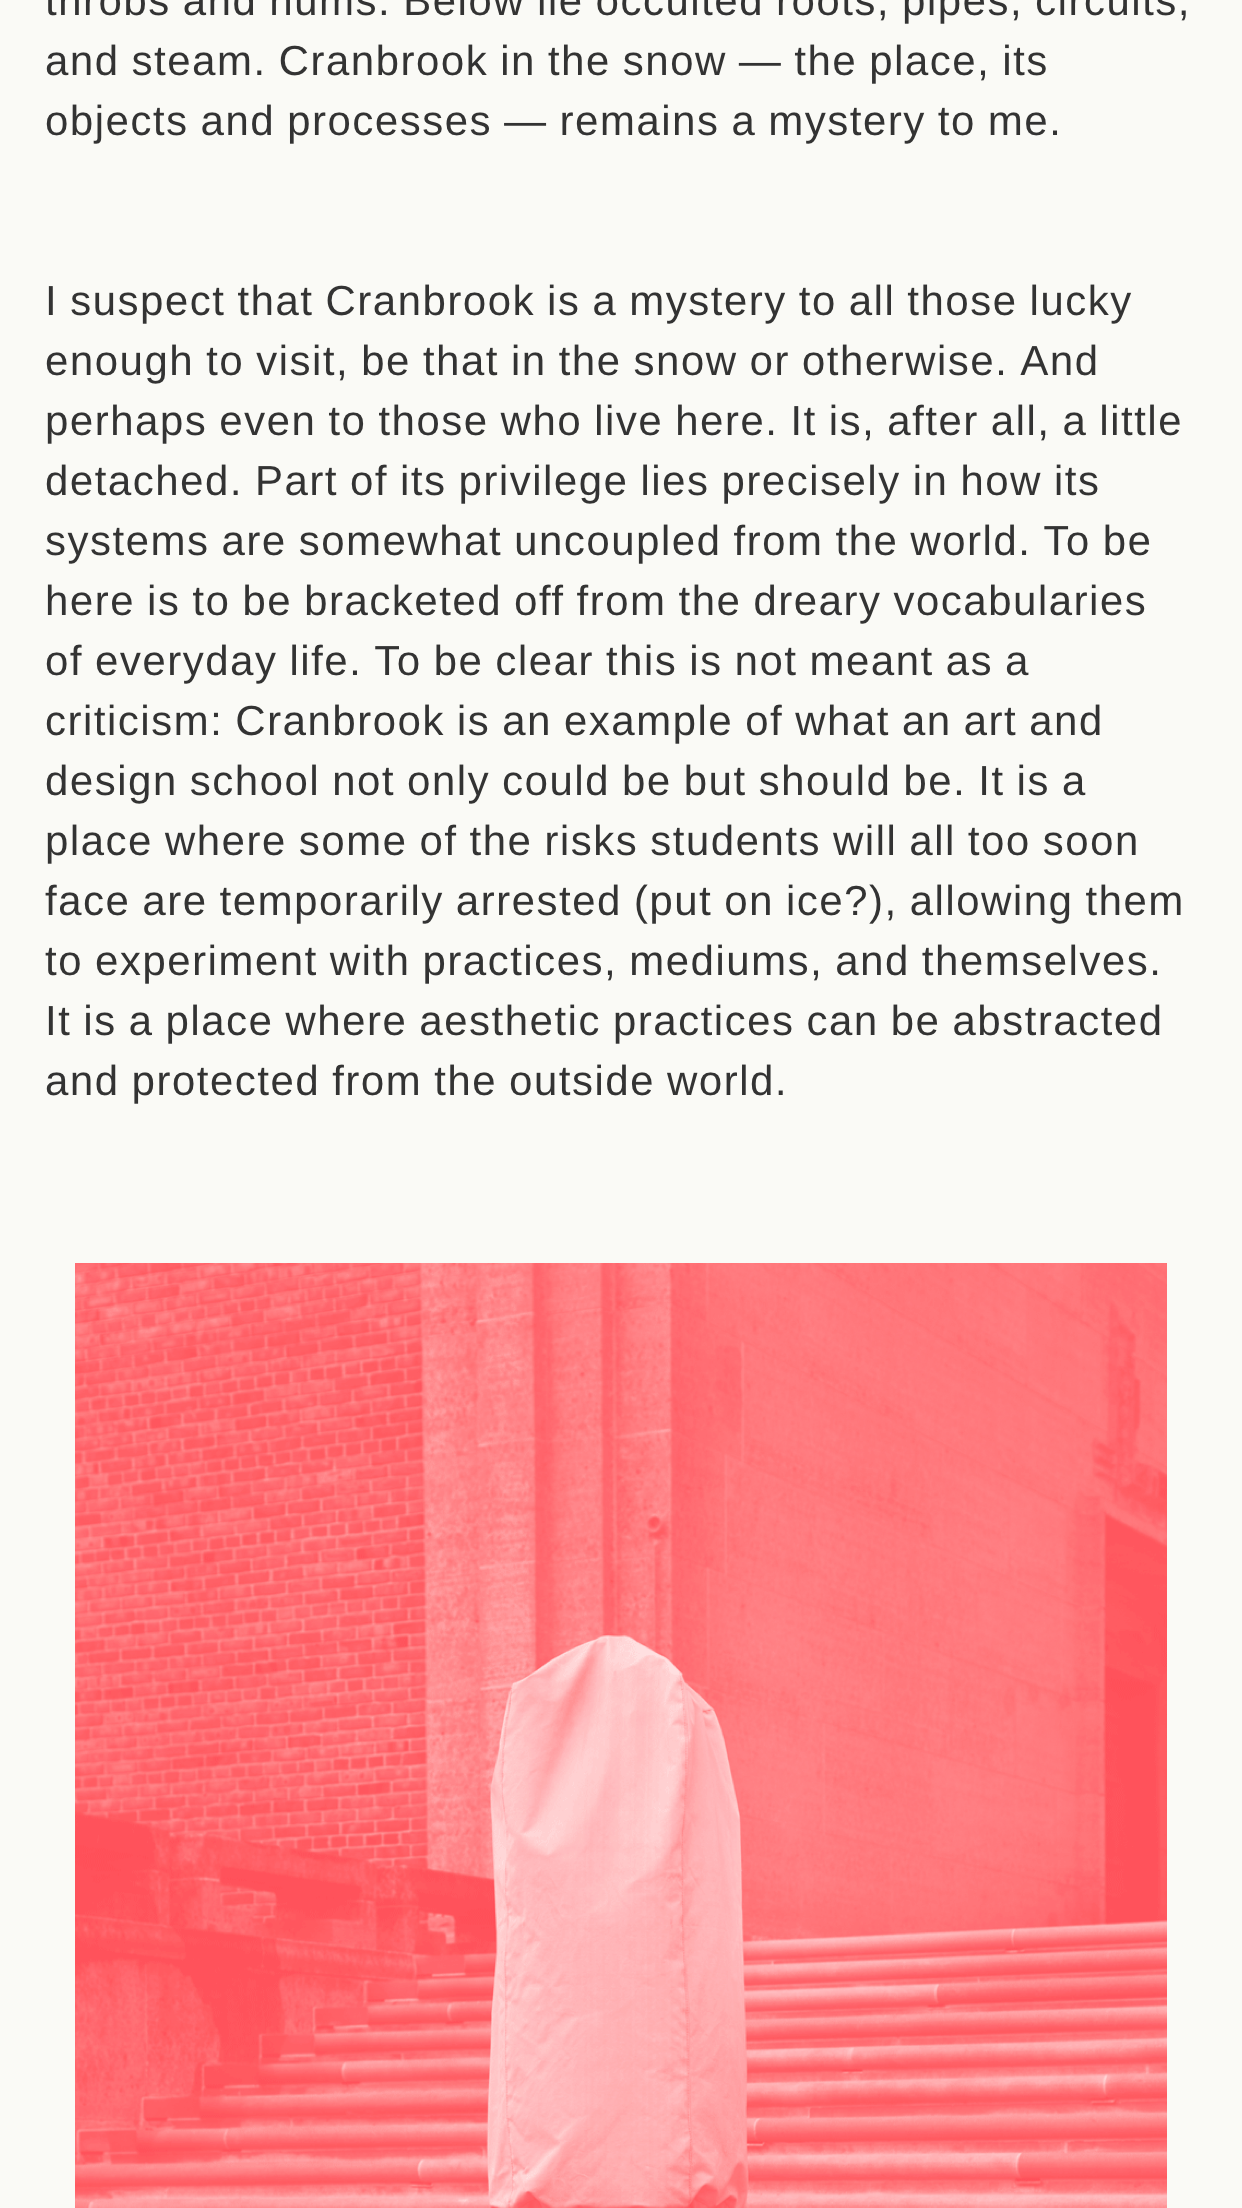 throbs and hums. Below lie occulted roots, pipes, circuits,
and steam. Cranbrook in the snow — the place, its
objects and processes — remains a mystery to me.
I suspect that Cranbrook is a mystery to all those lucky
enough to visit, be that in the snow or otherwise. And
perhaps even to those who live here. It is, after all, a little
detached. Part of its privilege lies precisely in how its
systems are somewhat uncoupled from the world. To be
here is to be bracketed off from the dreary vocabularies
of everyday life. To be clear this is not meant as a
criticism: Cranbrook is an example of what an art and
design school not only could be but should be. It is a
place where some of the risks students will all too soon
face are temporarily arrested (put on ice?), allowing them
to experiment with practices, mediums, and themselves.
It is a place where aesthetic practices can be abstracted
and protected from the outside world.